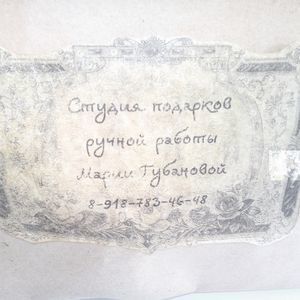 Студия подарков
ручной работы
Марии Губановой
8-918-783-46-48